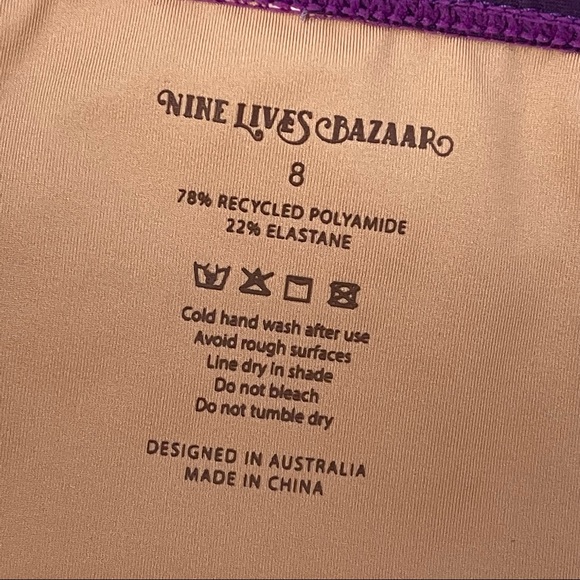 NINE LIVES BAZAAR
8
78% RECYCLED POLYAMIDE
22% ELASTANE
Cold hand wash after use
Avoid rough surfaces
Line dry in shade
Do not bleach
Do not tumble dry
DESIGNED IN AUSTRALIA
MADE IN CHINA